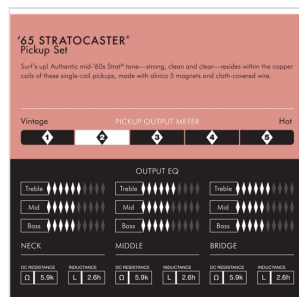 '65 STRATOCASTER®
Pickup Set
Surf's up! Authentic mid-'60s Strat® tone—strong, clean and clear—resides within the copper
coils of these single-coil pickups, made with alnico 5 magnets and cloth-covered wire.
Vintage PICKUP OUTPUT METER Hot
1 2 3 4 5
OUTPUT EQ
Treble Treble Treble
Mid Mid Mid
Bass Bass Bass
NECK MIDDLE BRIDGE
DC RESISTANCE INDUCTANCE DC RESISTANCE INDUCTANCE DC RESISTANCE INDUCTANCE
Ω 5.9k L 2.6h Ω 5.9k L 2.6h Ω 5.9k L 2.6h